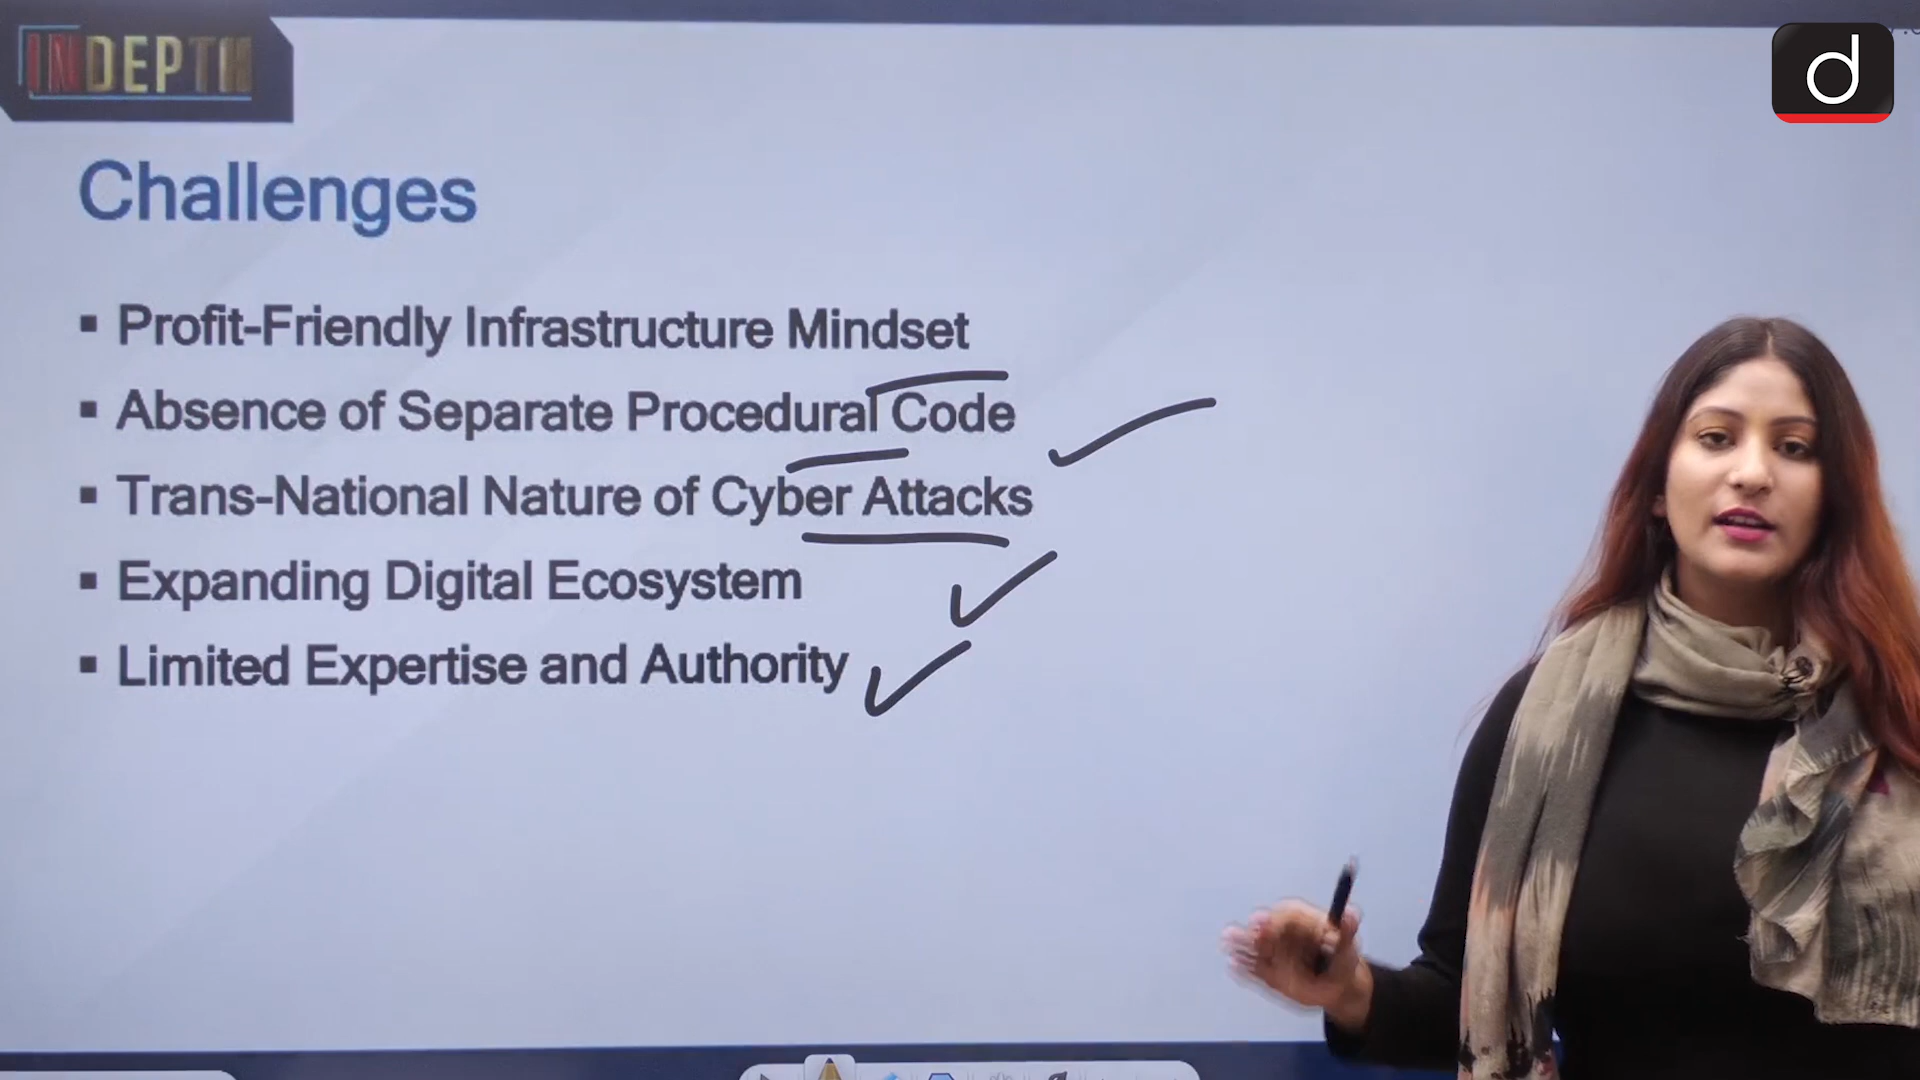 INDEPTH
d
Challenges
▪ Profit-Friendly Infrastructure Mindset
▪ Absence of Separate Procedural Code
▪ Trans-National Nature of Cyber Attacks
▪ Expanding Digital Ecosystem
▪ Limited Expertise and Authority